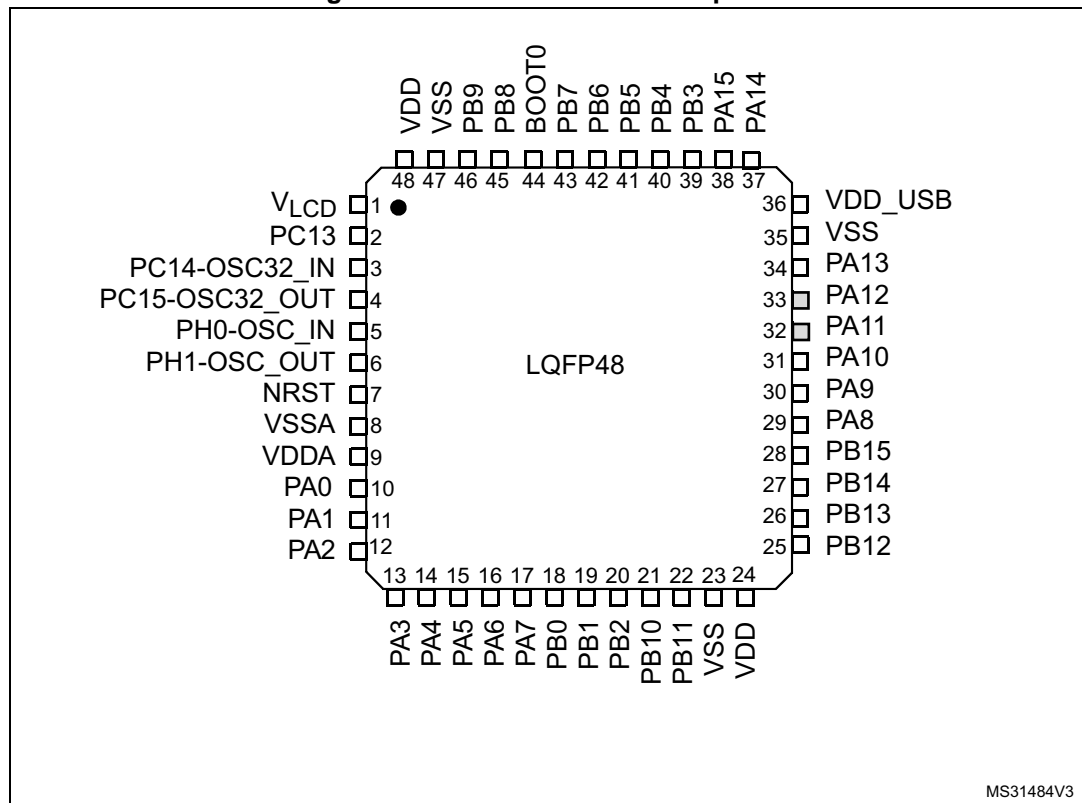 VDD
VSS
PB9
PB8
BOOT0
PB7
PB6
PB5
PB4
PB3
PA15
PA14
48 47 46 45 44 43 42 41 40 39 38 37
VLCD 1
PC13 2
PC14-OSC32_IN 3
PC15-OSC32_OUT 4
PH0-OSC_IN 5
PH1-OSC_OUT 6
NRST 7
VSSA 8
VDDA 9
PA0 10
PA1 11
PA2 12
LQFP48
36 VDD_USB
35 VSS
34 PA13
33 PA12
32 PA11
31 PA10
30 PA9
29 PA8
28 PB15
27 PB14
26 PB13
25 PB12
13 14 15 16 17 18 19 20 21 22 23 24
PA3
PA4
PA5
PA6
PA7
PB0
PB1
PB2
PB10
PB11
VSS
VDD
MS31484V3